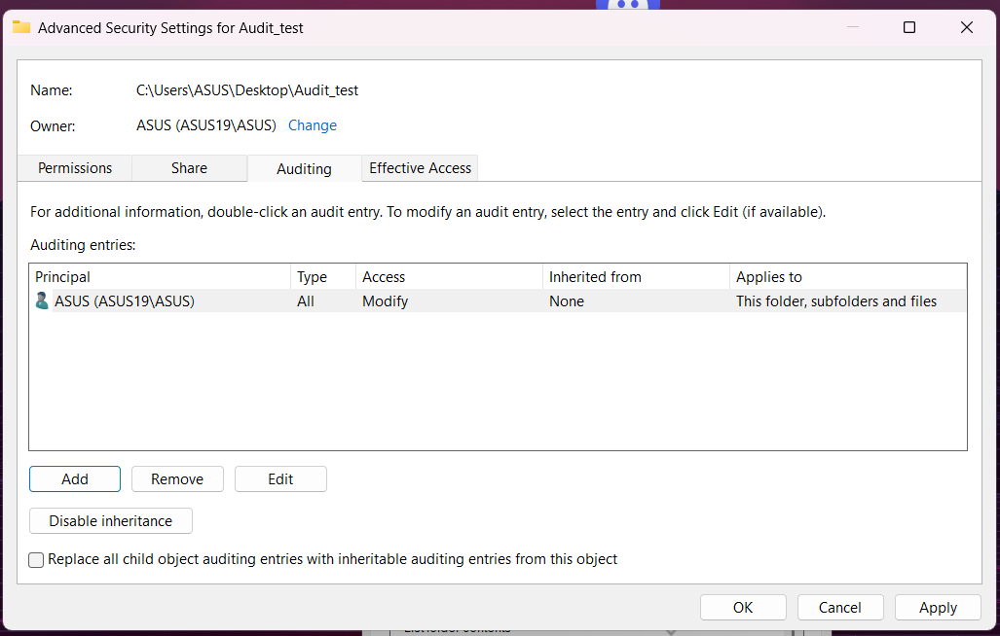 Advanced Security Settings for Audit_test
Name: C:\Users\ASUS\Desktop\Audit_test
Owner: ASUS (ASUS19\ASUS) Change
Permissions Share Auditing Effective Access
For additional information, double-click an audit entry. To modify an audit entry, select the entry and click Edit (if available).
Auditing entries:
Principal Type Access Inherited from Applies to
ASUS (ASUS19\ASUS) All Modify None This folder, subfolders and files
Add Remove Edit
Disable inheritance
Replace all child object auditing entries with inheritable auditing entries from this object
OK Cancel Apply